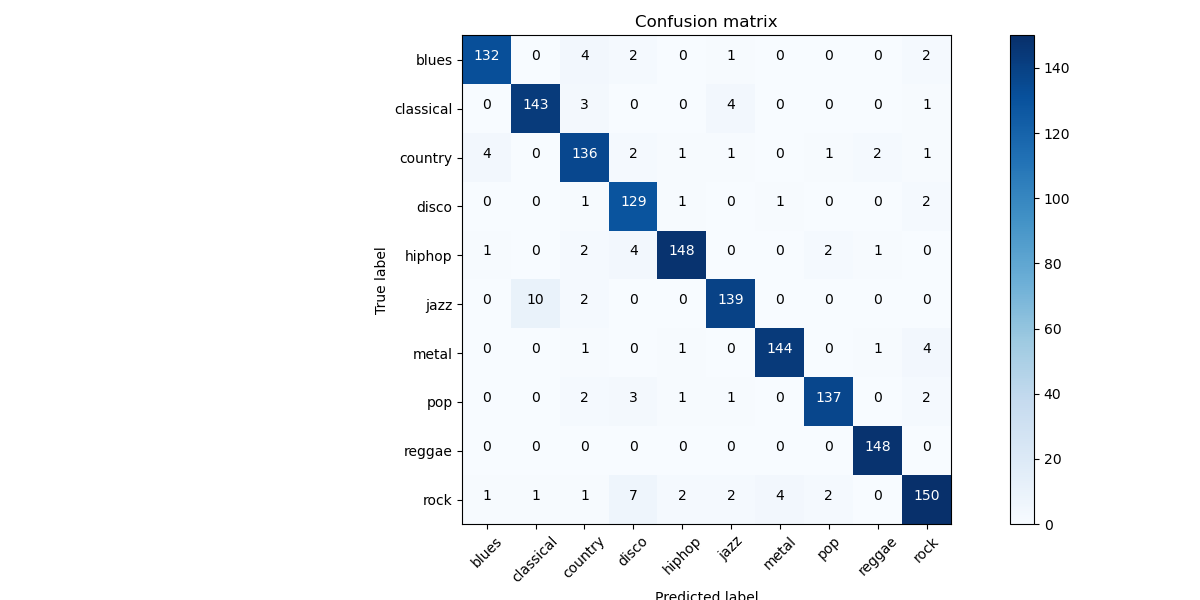 Confusion matrix
blues 132 0 4 2 0 1 0 0 0 2
classical 0 143 3 0 0 4 0 0 0 1
country 4 0 136 2 1 1 0 1 2 1
disco 0 0 1 129 1 0 1 0 0 2
hiphop 1 0 2 4 148 0 0 2 1 0
jazz 0 10 2 0 0 139 0 0 0 0
metal 0 0 1 0 1 0 144 0 1 4
pop 0 0 2 3 1 1 0 137 0 2
reggae 0 0 0 0 0 0 0 0 148 0
rock 1 1 1 7 2 2 4 2 0 150
True label
blues classical country disco hiphop jazz metal pop reggae rock
Predicted label
140
120
100
80
60
40
20
0